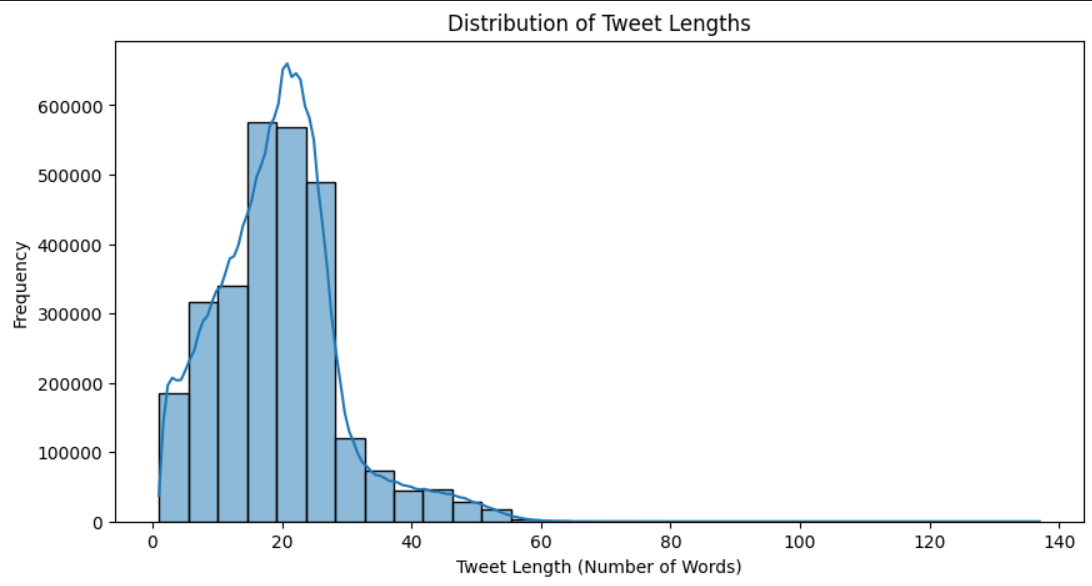 Distribution of Tweet Lengths
Frequency
600000
500000
400000
300000
200000
100000
0
0 20 40 60 80 100 120 140
Tweet Length (Number of Words)